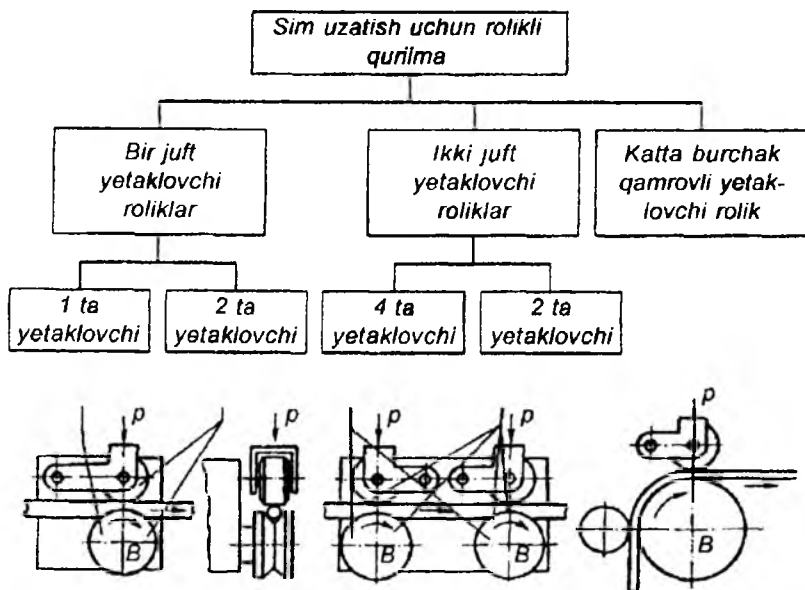 Sim uzatish uchun rolikli
qurilma
Bir juft
yetaklovchi
roliklar
Ikki juft
yetaklovchi
roliklar
Katta burchak
qamrovli yetak-
lovchi rolik
1 ta
yetaklovchi
2 ta
yetaklovchi
4 ta
yetaklovchi
2 ta
yetaklovchi
p
p
p
p
p
B
B
B
B